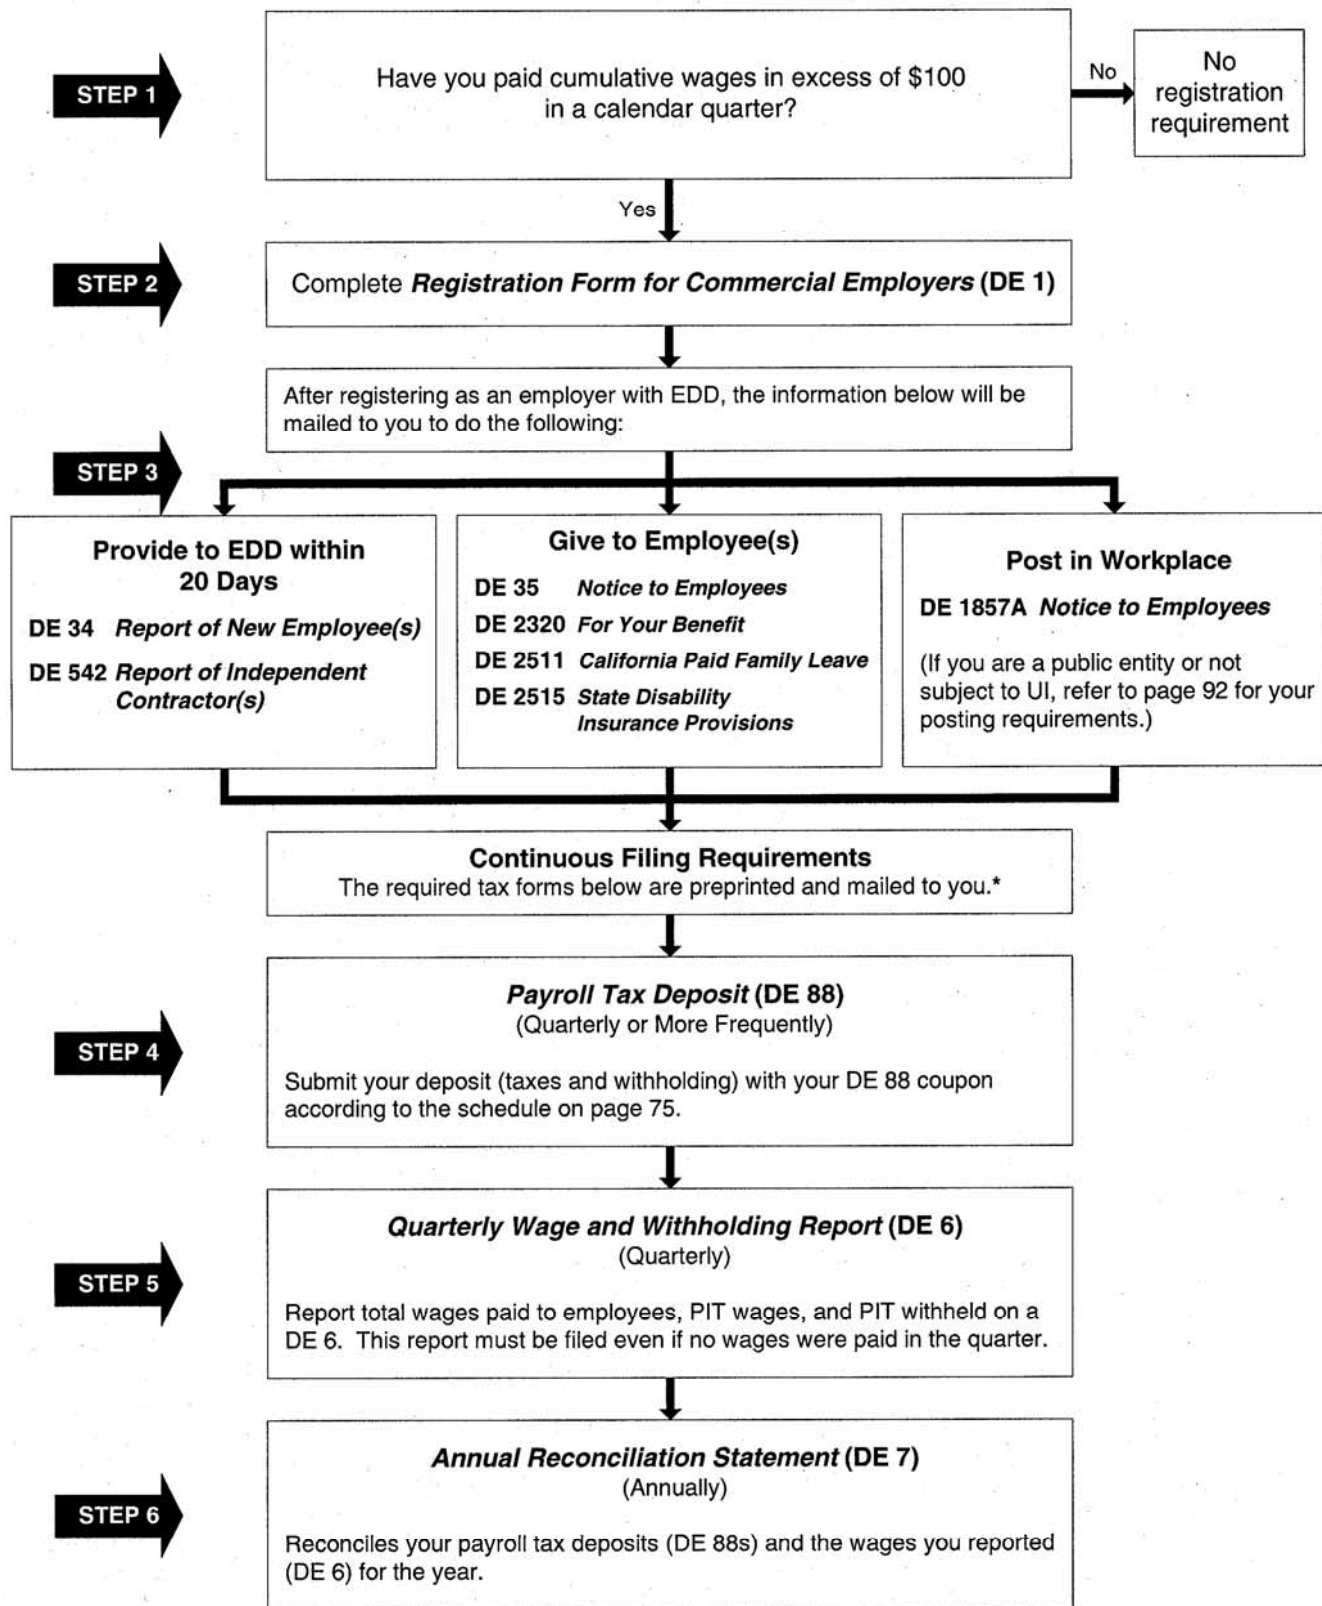 STEP 1
Have you paid cumulative wages in excess of $100
in a calendar quarter?
No
No
registration
requirement
Yes
STEP 2
Complete Registration Form for Commercial Employers (DE 1)
After registering as an employer with EDD, the information below will be
mailed to you to do the following:
STEP 3
Provide to EDD within
20 Days
DE 34 Report of New Employee(s)
DE 542 Report of Independent
Contractor(s)
Give to Employee(s)
DE 35 Notice to Employees
DE 2320 For Your Benefit
DE 2511 California Paid Family Leave
DE 2515 State Disability
Insurance Provisions
Post in Workplace
DE 1857A Notice to Employees
(If you are a public entity or not
subject to UI, refer to page 92 for your
posting requirements.)
Continuous Filing Requirements
The required tax forms below are preprinted and mailed to you.*
STEP 4
Payroll Tax Deposit (DE 88)
(Quarterly or More Frequently)
Submit your deposit (taxes and withholding) with your DE 88 coupon
according to the schedule on page 75.
STEP 5
Quarterly Wage and Withholding Report (DE 6)
(Quarterly)
Report total wages paid to employees, PIT wages, and PIT withheld on a
DE 6. This report must be filed even if no wages were paid in the quarter.
STEP 6
Annual Reconciliation Statement (DE 7)
(Annually)
Reconciles your payroll tax deposits (DE 88s) and the wages you reported
(DE 6) for the year.